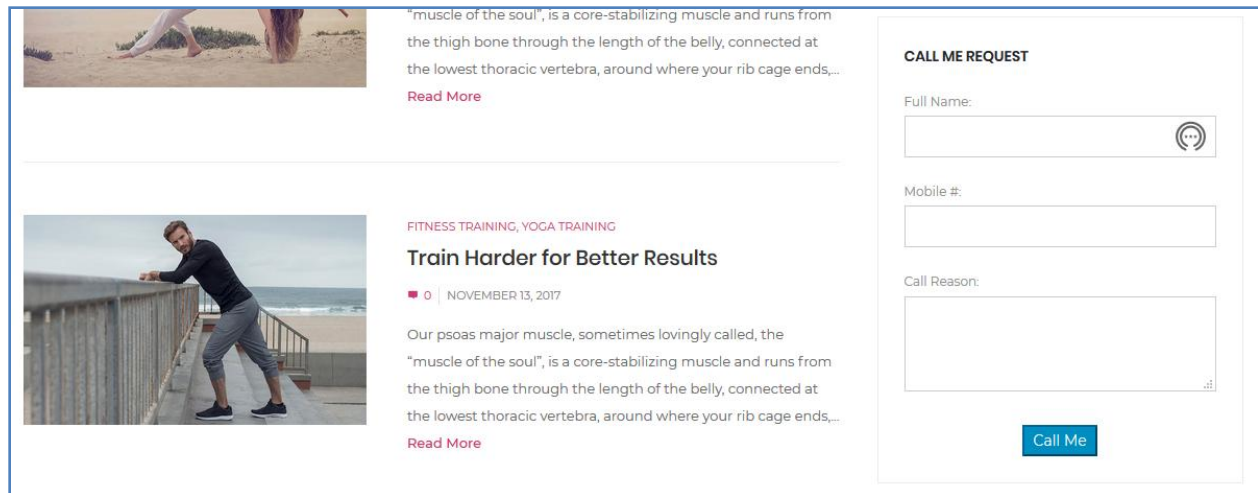 “muscle of the soul”, is a core-stabilizing muscle and runs from
the thigh bone through the length of the belly, connected at
the lowest thoracic vertebra, around where your rib cage ends,...
Read More
FITNESS TRAINING, YOGA TRAINING
Train Harder for Better Results
0 NOVEMBER 13, 2017
Our psoas major muscle, sometimes lovingly called, the
“muscle of the soul”, is a core-stabilizing muscle and runs from
the thigh bone through the length of the belly, connected at
the lowest thoracic vertebra, around where your rib cage ends,...
Read More
CALL ME REQUEST
Full Name:
Mobile #:
Call Reason:
Call Me